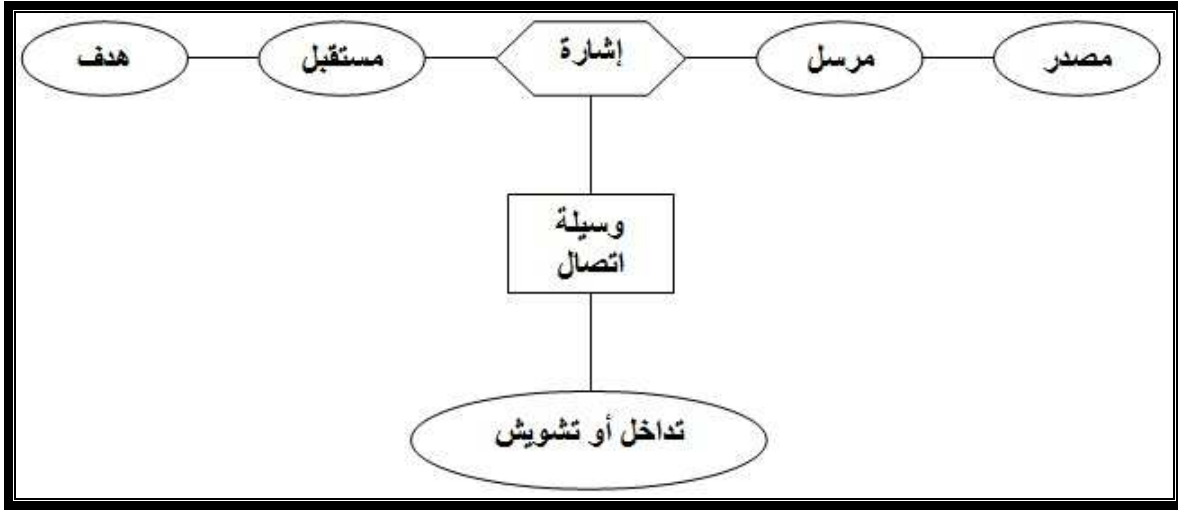 مصدر
مرسل
إشارة
مستقبل
هدف
وسيلة
اتصال
تداخل أو تشويش